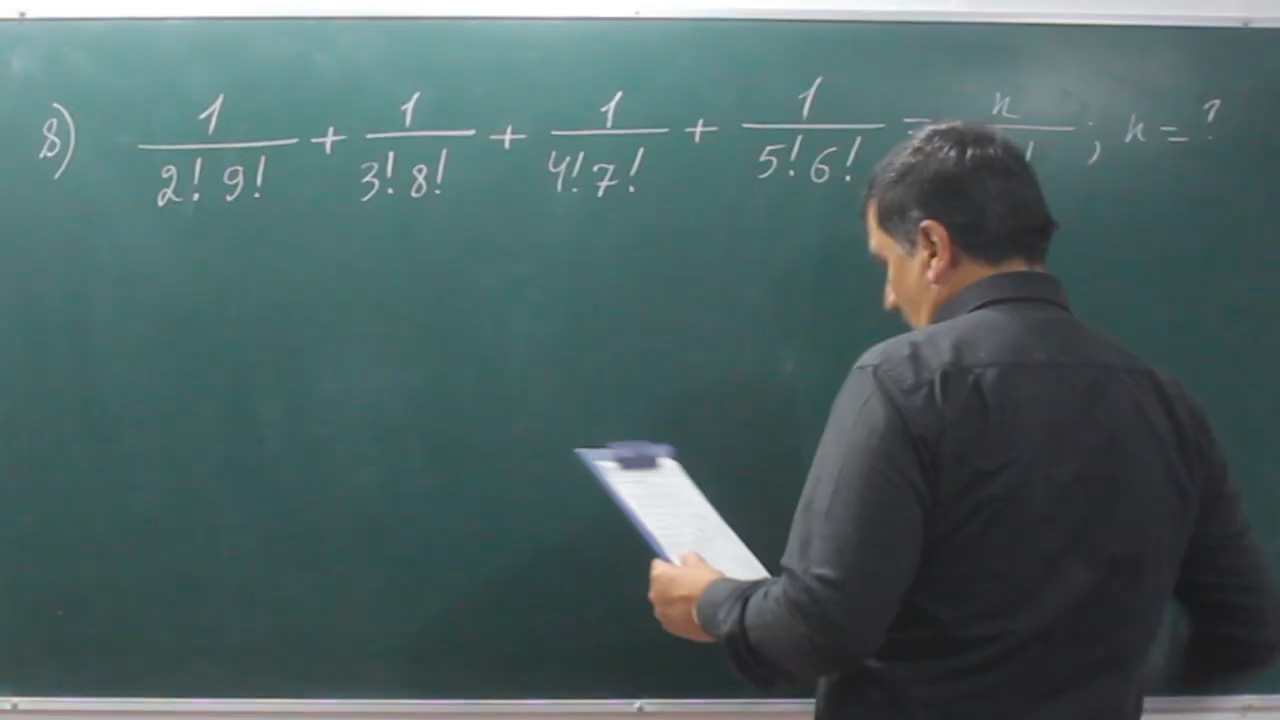 8) 1/(2! 9!) + 1/(3! 8!) + 1/(4! 7!) + 1/(5! 6!) = n/ ! ; n = ?